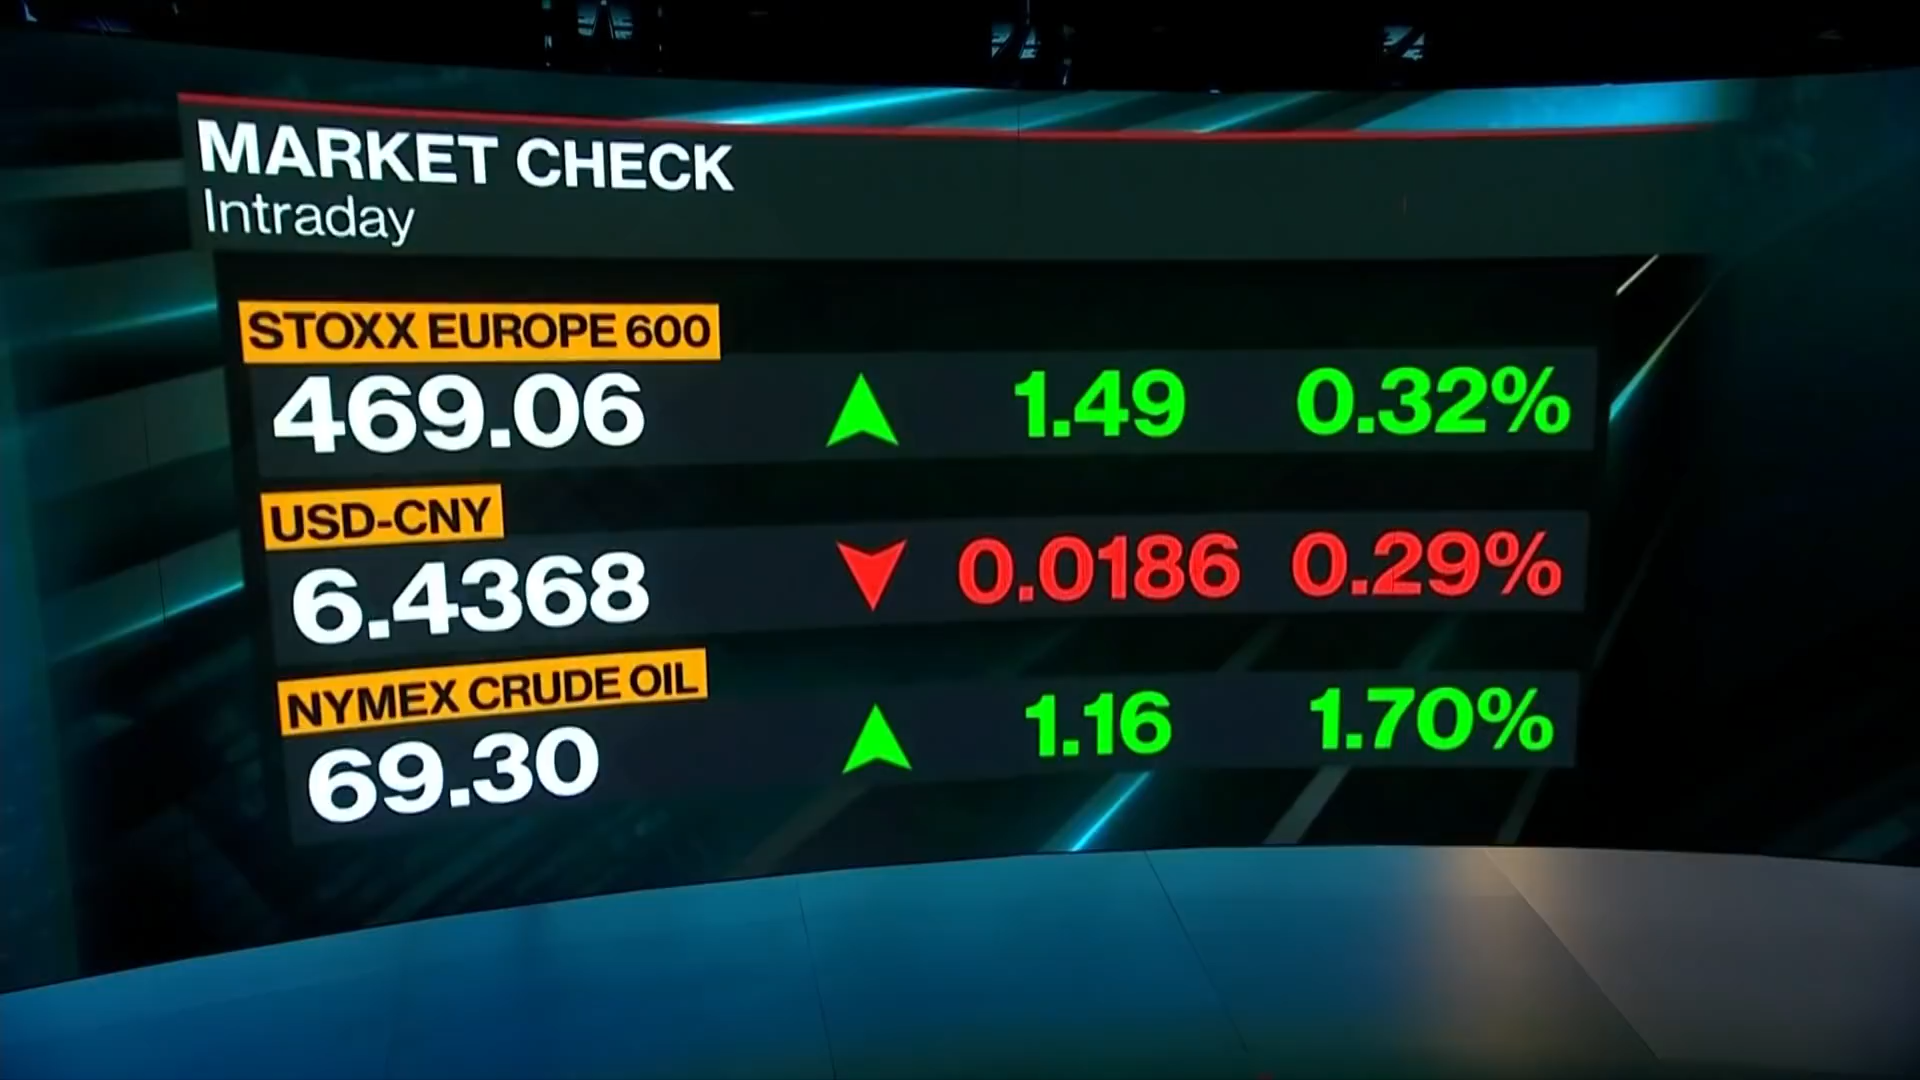 MARKET CHECK
Intraday
STOXX EUROPE 600
469.06 ▲ 1.49 0.32%
USD-CNY
6.4368 ▼ 0.0186 0.29%
NYMEX CRUDE OIL
69.30 ▲ 1.16 1.70%